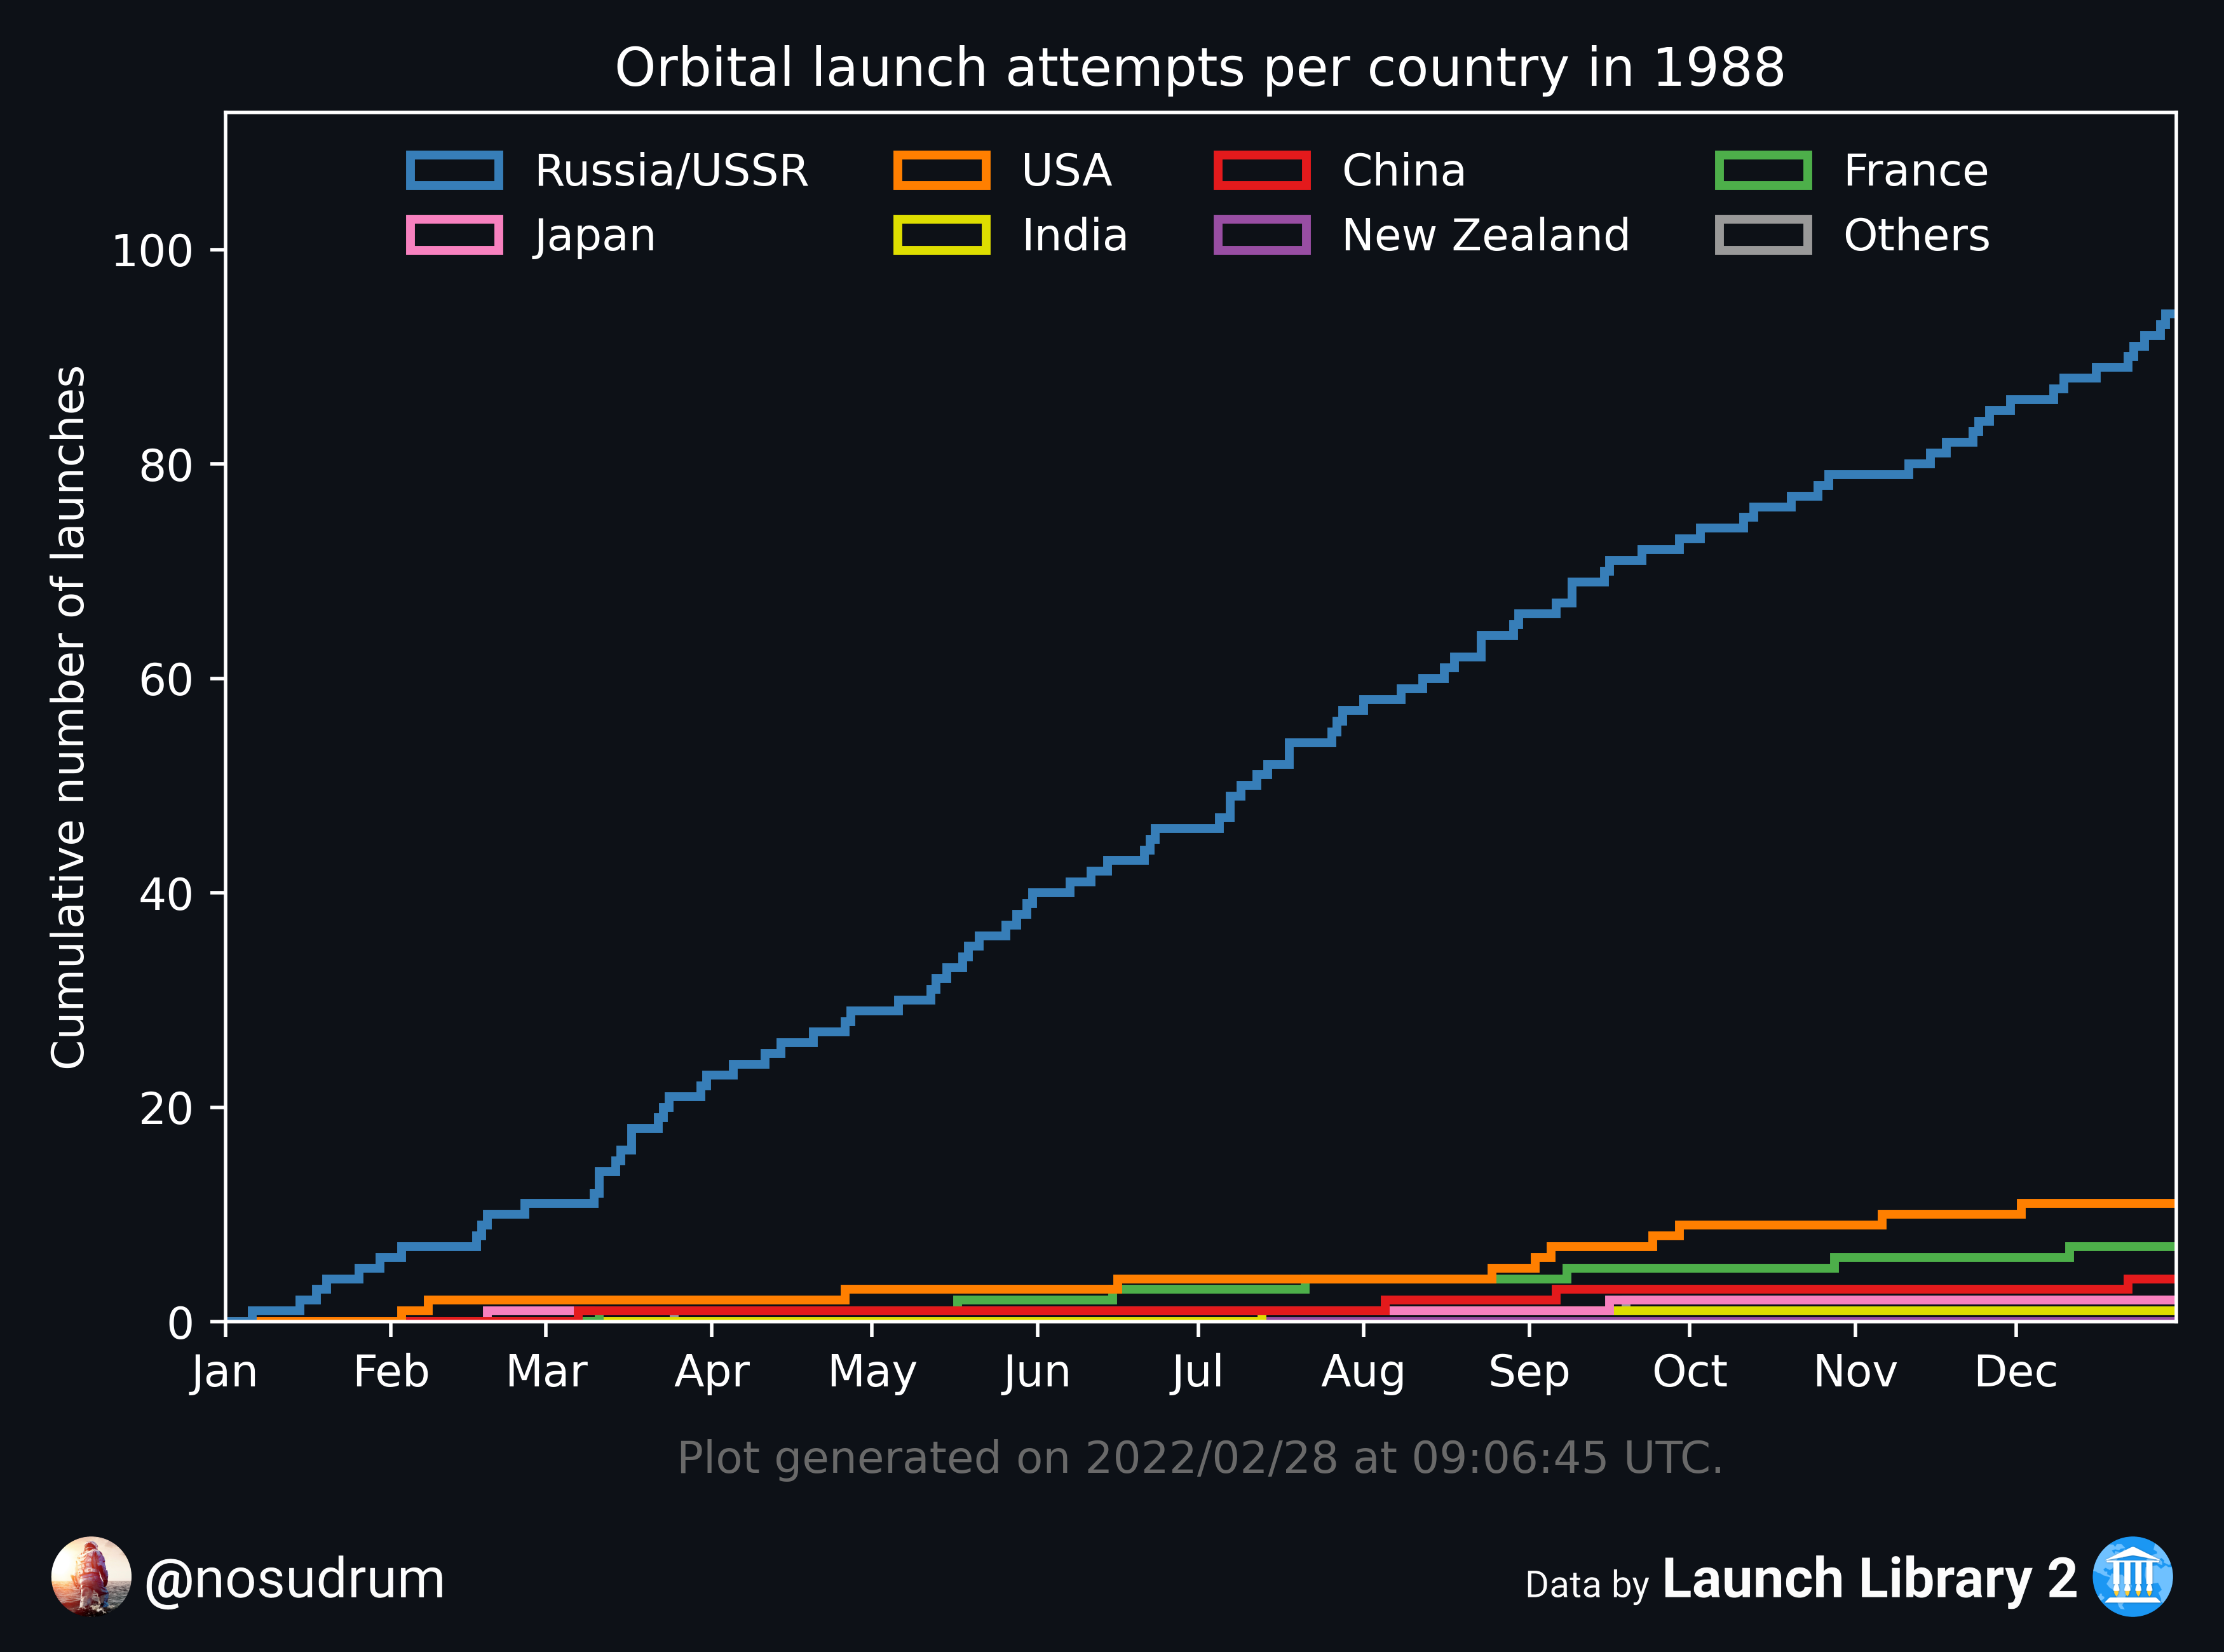 Orbital launch attempts per country in 1988
Russia/USSR USA China France
Japan India New Zealand Others
Cumulative number of launches
100
80
60
40
20
0
Jan Feb Mar Apr May Jun Jul Aug Sep Oct Nov Dec
Plot generated on 2022/02/28 at 09:06:45 UTC.
@nosudrum
Data by Launch Library 2